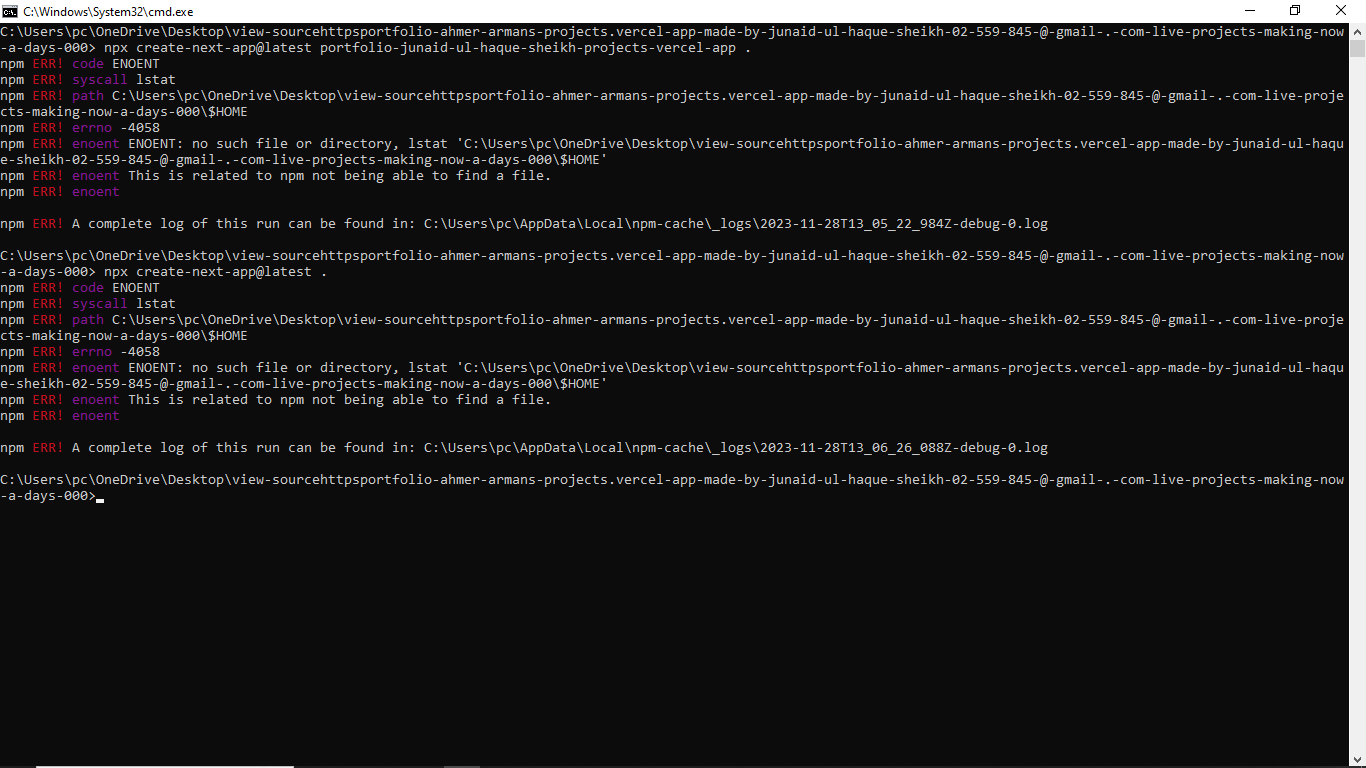 C:\Windows\System32\cmd.exe
C:\Users\pc\OneDrive\Desktop\view-sourcehttpsportfolio-ahmer-armans-projects.vercel-app-made-by-junaid-ul-haque-sheikh-02-559-845-@-gmail-.-com-live-projects-making-now
-a-days-000> npx create-next-app@latest portfolio-junaid-ul-haque-sheikh-projects-vercel-app .
npm ERR! code ENOENT
npm ERR! syscall lstat
npm ERR! path C:\Users\pc\OneDrive\Desktop\view-sourcehttpsportfolio-ahmer-armans-projects.vercel-app-made-by-junaid-ul-haque-sheikh-02-559-845-@-gmail-.-com-live-proje
cts-making-now-a-days-000\$HOME
npm ERR! errno -4058
npm ERR! enoent ENOENT: no such file or directory, lstat 'C:\Users\pc\OneDrive\Desktop\view-sourcehttpsportfolio-ahmer-armans-projects.vercel-app-made-by-junaid-ul-haqu
e-sheikh-02-559-845-@-gmail-.-com-live-projects-making-now-a-days-000\$HOME'
npm ERR! enoent This is related to npm not being able to find a file.
npm ERR! enoent
npm ERR! A complete log of this run can be found in: C:\Users\pc\AppData\Local\npm-cache\_logs\2023-11-28T13_05_22_984Z-debug-0.log
C:\Users\pc\OneDrive\Desktop\view-sourcehttpsportfolio-ahmer-armans-projects.vercel-app-made-by-junaid-ul-haque-sheikh-02-559-845-@-gmail-.-com-live-projects-making-now
-a-days-000> npx create-next-app@latest .
npm ERR! code ENOENT
npm ERR! syscall lstat
npm ERR! path C:\Users\pc\OneDrive\Desktop\view-sourcehttpsportfolio-ahmer-armans-projects.vercel-app-made-by-junaid-ul-haque-sheikh-02-559-845-@-gmail-.-com-live-proje
cts-making-now-a-days-000\$HOME
npm ERR! errno -4058
npm ERR! enoent ENOENT: no such file or directory, lstat 'C:\Users\pc\OneDrive\Desktop\view-sourcehttpsportfolio-ahmer-armans-projects.vercel-app-made-by-junaid-ul-haqu
e-sheikh-02-559-845-@-gmail-.-com-live-projects-making-now-a-days-000\$HOME'
npm ERR! enoent This is related to npm not being able to find a file.
npm ERR! enoent
npm ERR! A complete log of this run can be found in: C:\Users\pc\AppData\Local\npm-cache\_logs\2023-11-28T13_06_26_088Z-debug-0.log
C:\Users\pc\OneDrive\Desktop\view-sourcehttpsportfolio-ahmer-armans-projects.vercel-app-made-by-junaid-ul-haque-sheikh-02-559-845-@-gmail-.-com-live-projects-making-now
-a-days-000>